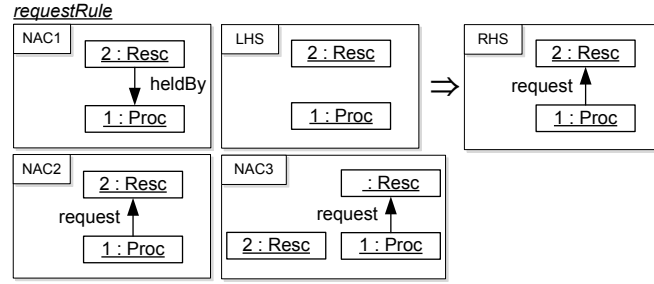 requestRule
NAC1
2 : Resc
heldBy
1 : Proc
LHS
2 : Resc
1 : Proc
⇒
RHS
2 : Resc
request
1 : Proc
NAC2
2 : Resc
request
1 : Proc
NAC3
: Resc
request
2 : Resc
1 : Proc